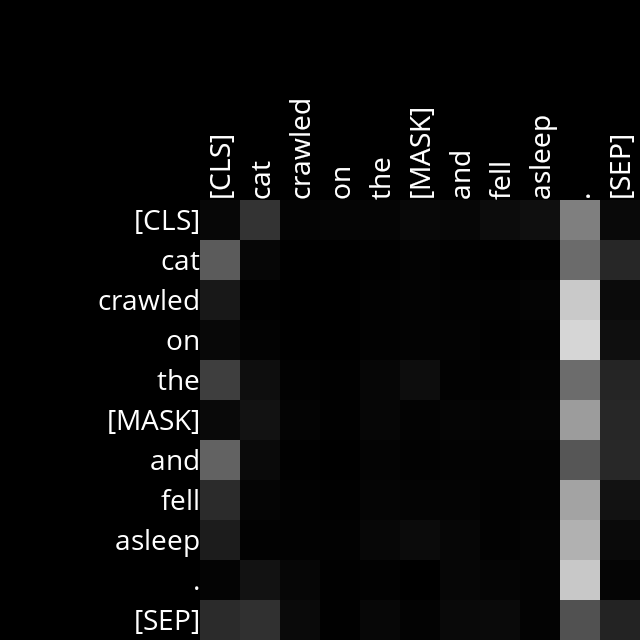 [CLS] cat crawled on the [MASK] and fell asleep . [SEP]
[CLS]
cat
crawled
on
the
[MASK]
and
fell
asleep
.
[SEP]